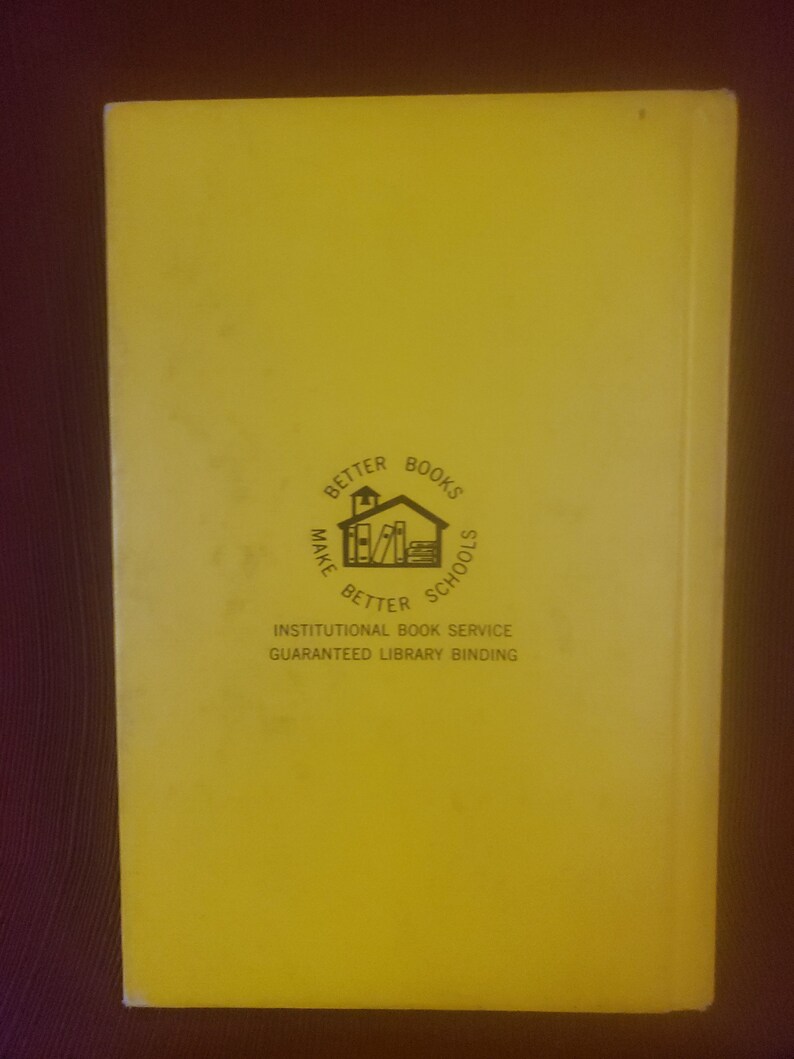 BETTER BOOKS
MAKE BETTER SCHOOLS
INSTITUTIONAL BOOK SERVICE
GUARANTEED LIBRARY BINDING